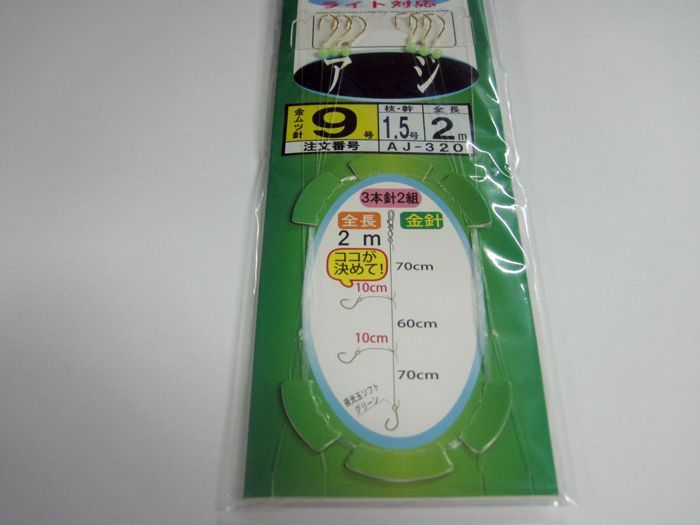 ライト対応
アジ
金ムツ針 9号 枝・幹 1.5号 全長 2m
注文番号 AJ-320
3本針2組
全長 金針
2m
ココが
決めて!
70cm
10cm
60cm
10cm
70cm
夜光玉ソフト
グリーン